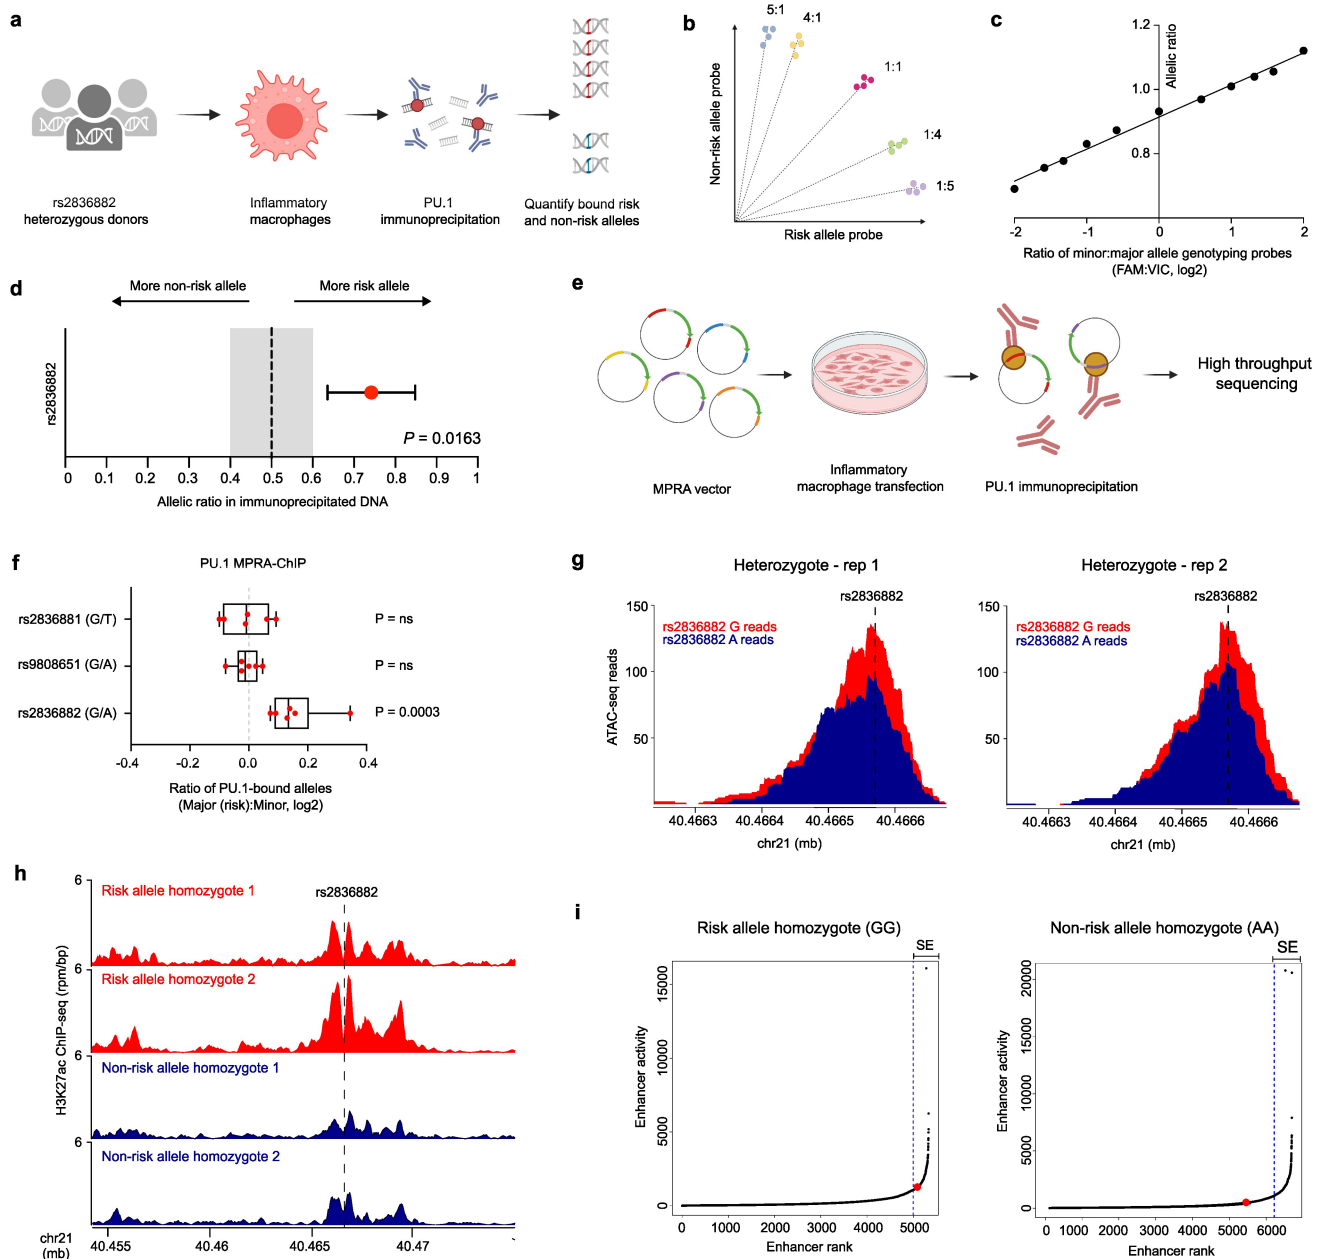 a
rs2836882
heterozygous donors
Inflammatory
macrophages
PU.1
immunoprecipitation
Quantify bound risk
and non-risk alleles
b
5:1
4:1
1:1
1:4
1:5
Non-risk allele probe
Risk allele probe
c
1.2
1.0
0.8
Allelic ratio
-2
-1
0
1
2
Ratio of minor:major allele genotyping probes
(FAM:VIC, log2)
d
More non-risk allele
More risk allele
rs2836882
P = 0.0163
0
0.1
0.2
0.3
0.4
0.5
0.6
0.7
0.8
0.9
1
Allelic ratio in immunoprecipitated DNA
e
MPRA vector
Inflammatory
macrophage transfection
PU.1 immunoprecipitation
High throughput
sequencing
f
PU.1 MPRA-ChIP
rs2836881 (G/T)
P = ns
rs9808651 (G/A)
P = ns
rs2836882 (G/A)
P = 0.0003
-0.4
-0.2
0.0
0.2
0.4
Ratio of PU.1-bound alleles
(Major (risk):Minor, log2)
g
Heterozygote - rep 1
rs2836882
150
100
50
ATAC-seq reads
rs2836882 G reads
rs2836882 A reads
40.4663
40.4664
40.4665
40.4666
chr21 (mb)
Heterozygote - rep 2
rs2836882
150
100
50
rs2836882 G reads
rs2836882 A reads
40.4663
40.4664
40.4665
40.4666
chr21 (mb)
h
H3K27ac ChIP-seq (rpm/bp)
6
Risk allele homozygote 1
rs2836882
6
Risk allele homozygote 2
6
Non-risk allele homozygote 1
6
Non-risk allele homozygote 2
chr21
(mb)
40.455
40.46
40.465
40.47
i
Risk allele homozygote (GG)
SE
Enhancer activity
15000
10000
5000
0
0
1000
2000
3000
4000
5000
Enhancer rank
Non-risk allele homozygote (AA)
SE
Enhancer activity
20000
15000
10000
5000
0
0
1000
2000
3000
4000
5000
6000
Enhancer rank